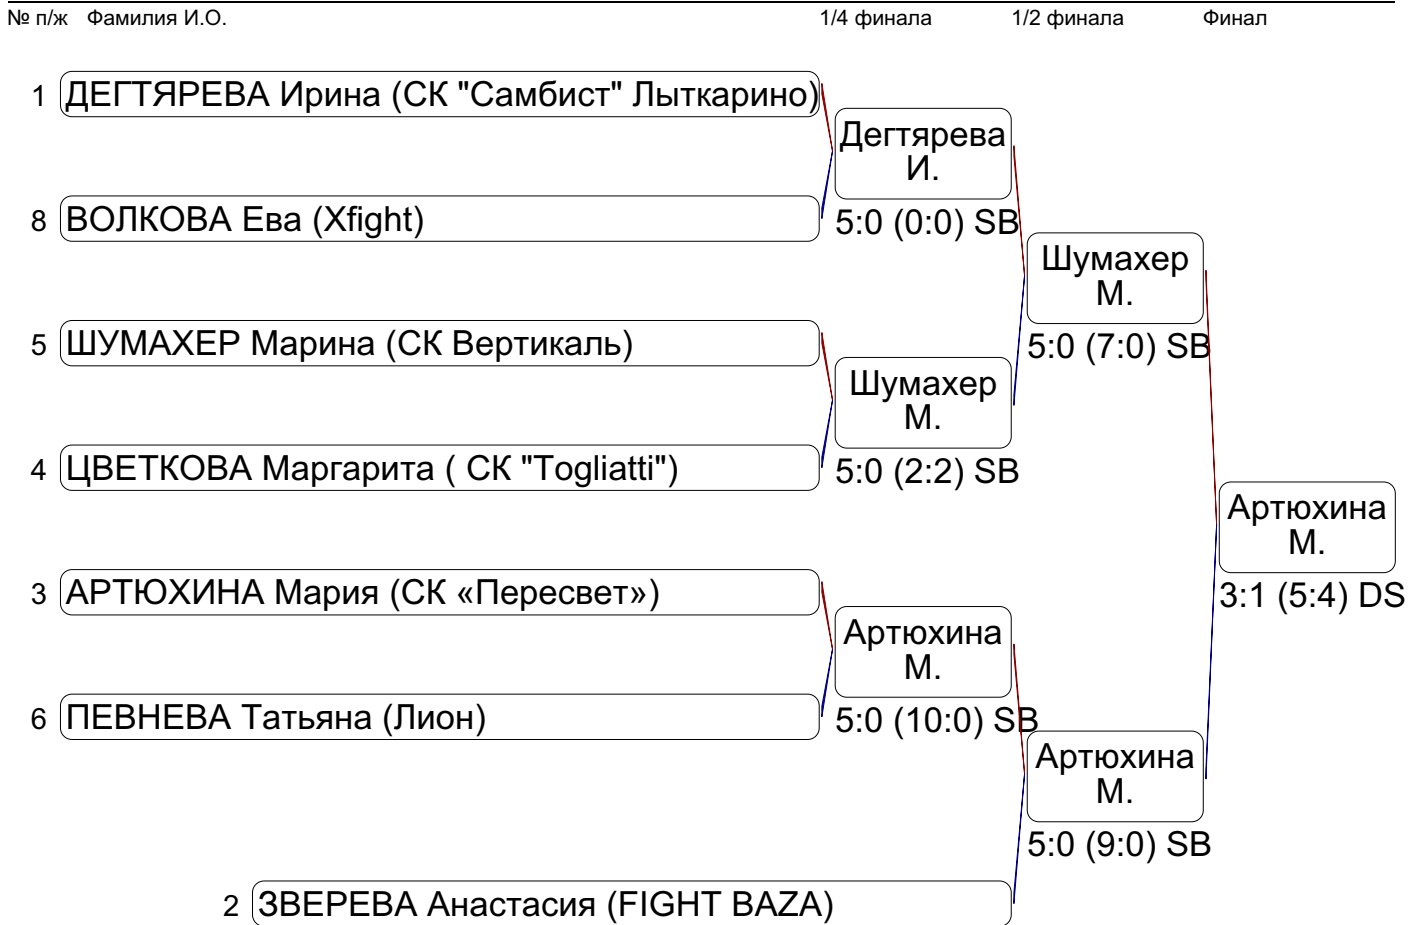 № п/ж Фамилия И.О. 1/4 финала 1/2 финала Финал
1 ДЕГТЯРЕВА Ирина (СК "Самбист" Лыткарино)
Дегтярева
И.
8 ВОЛКОВА Ева (Xfight)
5:0 (0:0) SB
Шумахер
М.
5 ШУМАХЕР Марина (СК Вертикаль)
5:0 (7:0) SB
Шумахер
М.
4 ЦВЕТКОВА Маргарита ( СК "Togliatti")
5:0 (2:2) SB
Артюхина
М.
3 АРТЮХИНА Мария (СК «Пересвет»)
3:1 (5:4) DS
Артюхина
М.
6 ПЕВНЕВА Татьяна (Лион)
5:0 (10:0) SB
Артюхина
М.
5:0 (9:0) SB
2 ЗВЕРЕВА Анастасия (FIGHT BAZA)